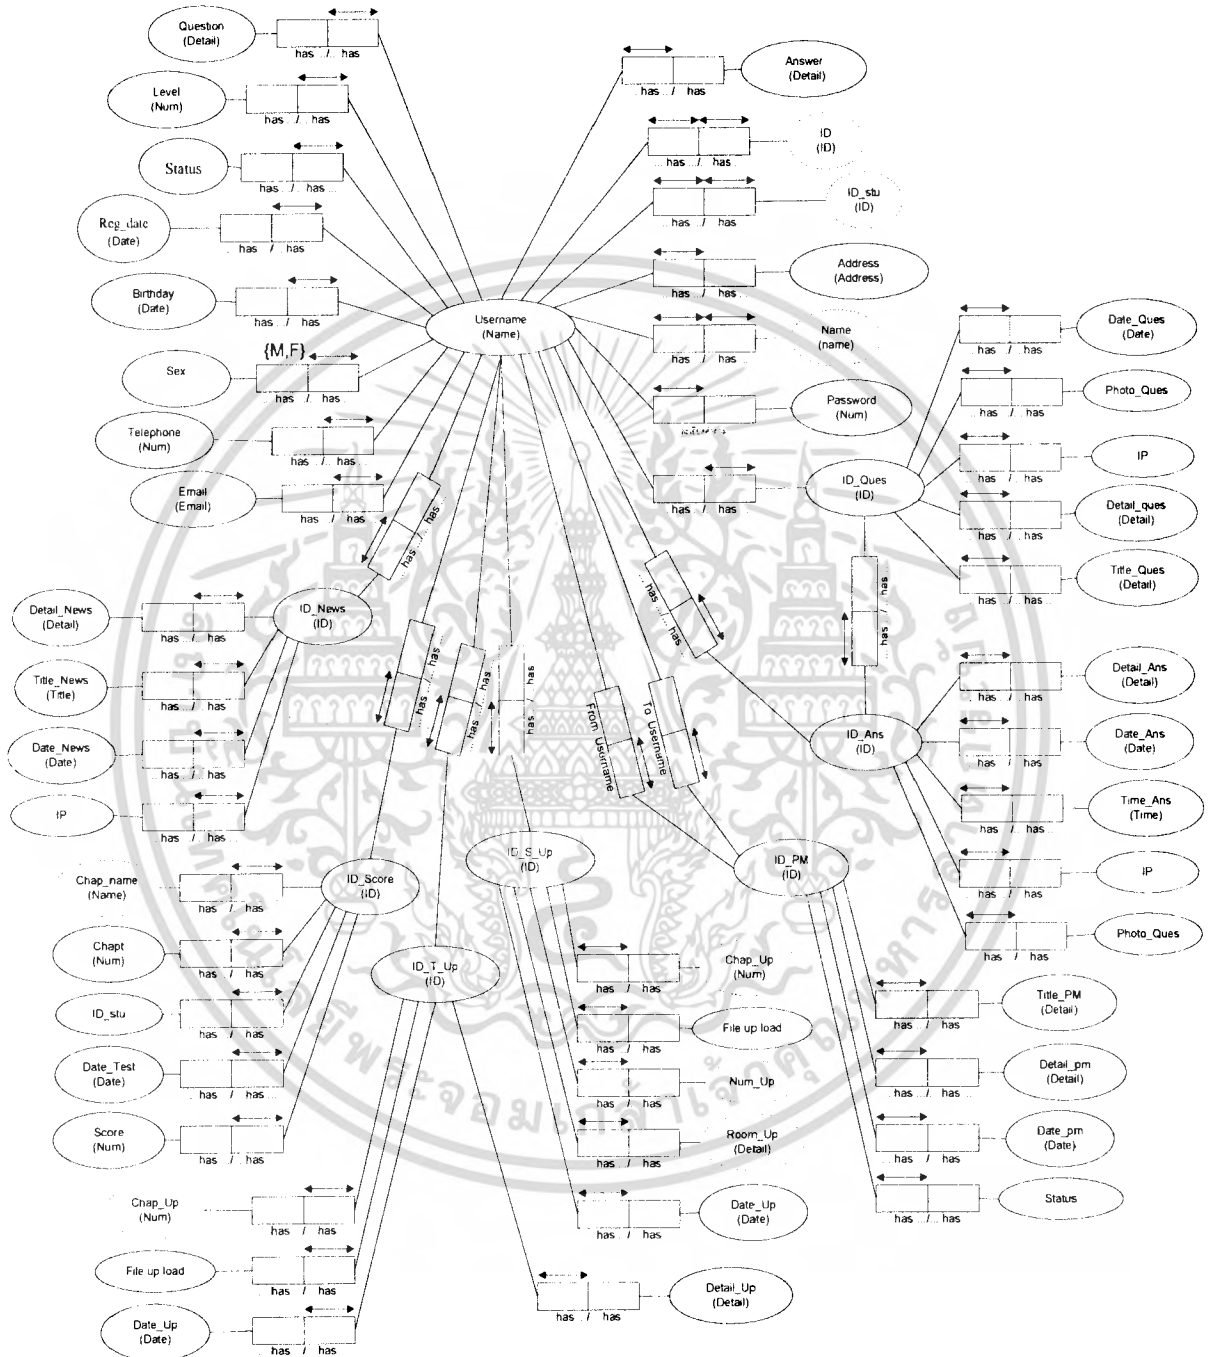 Question
(Detail)
has ../.. has
Level
(Num)
has ../.. has
Status
has ../.. has ...
Reg_date
(Date)
has / has
Birthday
(Date)
has ../.. has
{M,F}
Sex
has ../.. has
Telephone
(Num)
has ../.. has ...
Email
(Email)
has / has
Username
(Name)
Answer
(Detail)
.. has ../.. has
ID
(ID)
... has .../.. has ...
ID_stu
(ID)
.. has ../.. has
Address
(Address)
has / has ..
Name
(name)
has / has
Password
(Num)
has ../.. has
ID_Ques
(ID)
Date_Ques
(Date)
.. has ../.. has
Photo_Ques
has ../.. has
IP
has ../.. has
Detail_ques
(Detail)
has ../.. has
Title_Ques
(Detail)
has ../.. has ..
... has .../... has
... has .../... has
has / has
Detail_News
(Detail)
has ../.. has
ID_News
(ID)
Title_News
(Title)
has ../.. has
Date_News
(Date)
has / has
IP
has / has
has .../... has
has .../... has
has / has
From Username
To Username
ID_Ans
(ID)
Detail_Ans
(Detail)
has ../.. has
Date_Ans
(Date)
has / has
Time_Ans
(Time)
has ../.. has
IP
has / has
Photo_Ques
has / has
Chap_name
(Name)
has / has
ID_Score
(ID)
Chapt
(Num)
has / has
ID_stu
has / has
Date_Test
(Date)
has / has
Score
(Num)
has ../.. has
ID_S_Up
(ID)
ID_PM
(ID)
ID_T_Up
(ID)
Chap_Up
(Num)
has / has
File up load
has / has
Num_Up
has / has
Room_Up
(Detail)
has / has
Date_Up
(Date)
has / has
Title_PM
(Detail)
has ../.. has
Detail_pm
(Detail)
has / has
Date_pm
(Date)
has / has
Status
has ../.. has
Chap_Up
(Num)
has / has
File up load
has / has
Date_Up
(Date)
has / has
Detail_Up
(Detail)
has ../ has